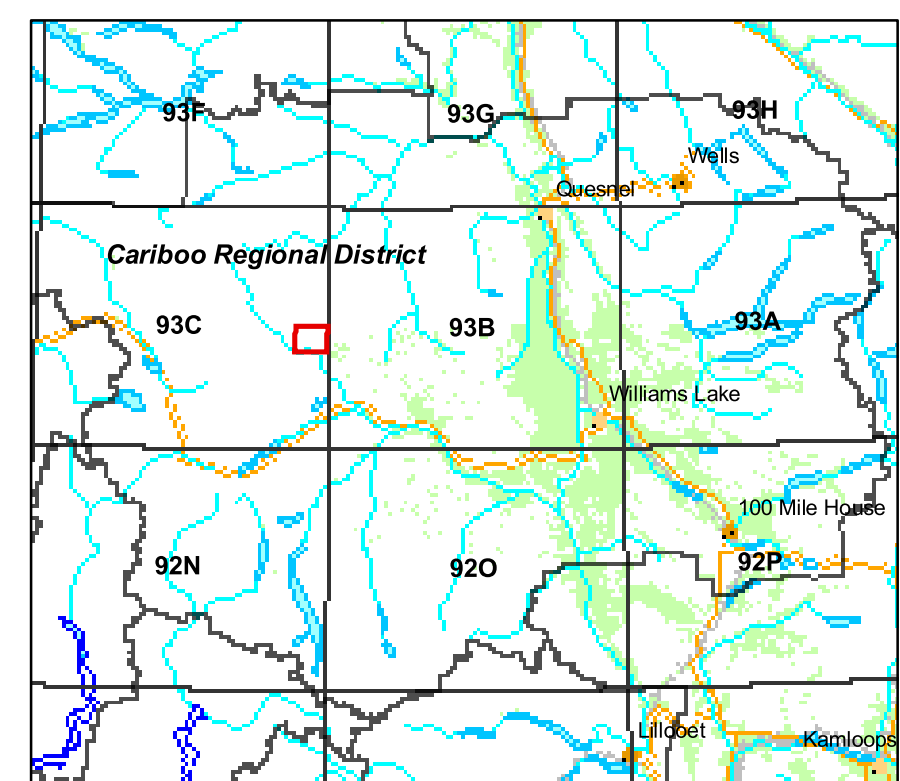 93F
93G
93H
Wells
Quesnel
Cariboo Regional District
93C
93B
93A
Williams Lake
100 Mile House
92N
92O
92P
Lillooet
Kamloops